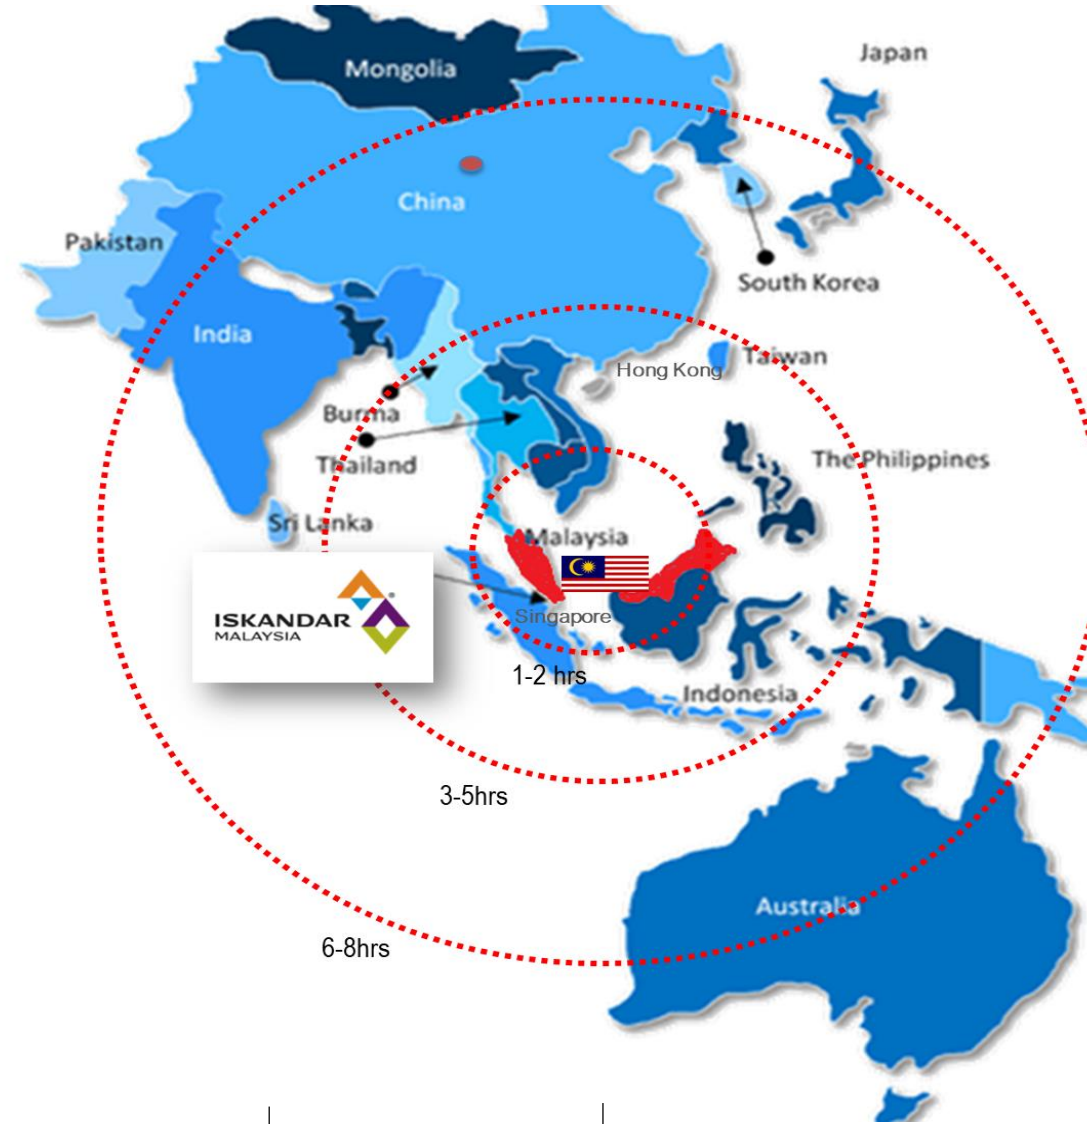 Japan
Mongolia
China
Pakistan
South Korea
India
Taiwan
Hong Kong
Burma
Thailand
The Philippines
Sri Lanka
Malaysia
ISKANDAR
MALAYSIA
Singapore
1-2 hrs
Indonesia
3-5hrs
Australia
6-8hrs